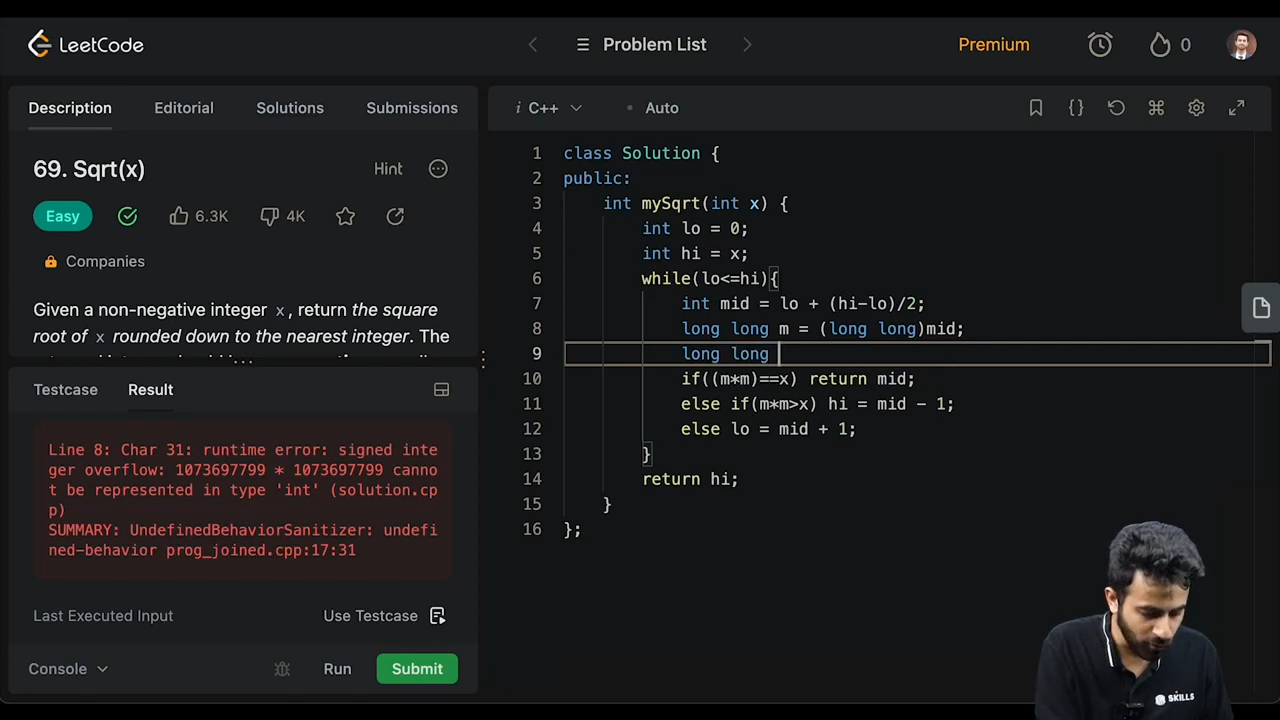 LeetCode
Problem List
Premium
0
Description
Editorial
Solutions
Submissions
69. Sqrt(x)
Hint
Easy
6.3K
4K
Companies
Given a non-negative integer x, return the square
root of x rounded down to the nearest integer. The
Testcase
Result
Line 8: Char 31: runtime error: signed inte
ger overflow: 1073697799 * 1073697799 canno
t be represented in type 'int' (solution.cp
p)
SUMMARY: UndefinedBehaviorSanitizer: undefi
ned-behavior prog_joined.cpp:17:31
Last Executed Input
Use Testcase
Console
Run
Submit
i C++
Auto
1 class Solution {
2 public:
3 int mySqrt(int x) {
4 int lo = 0;
5 int hi = x;
6 while(lo<=hi){
7 int mid = lo + (hi-lo)/2;
8 long long m = (long long)mid;
9 long long
10 if((m*m)==x) return mid;
11 else if(m*m>x) hi = mid - 1;
12 else lo = mid + 1;
13 }
14 return hi;
15 }
16 };
SKILLS